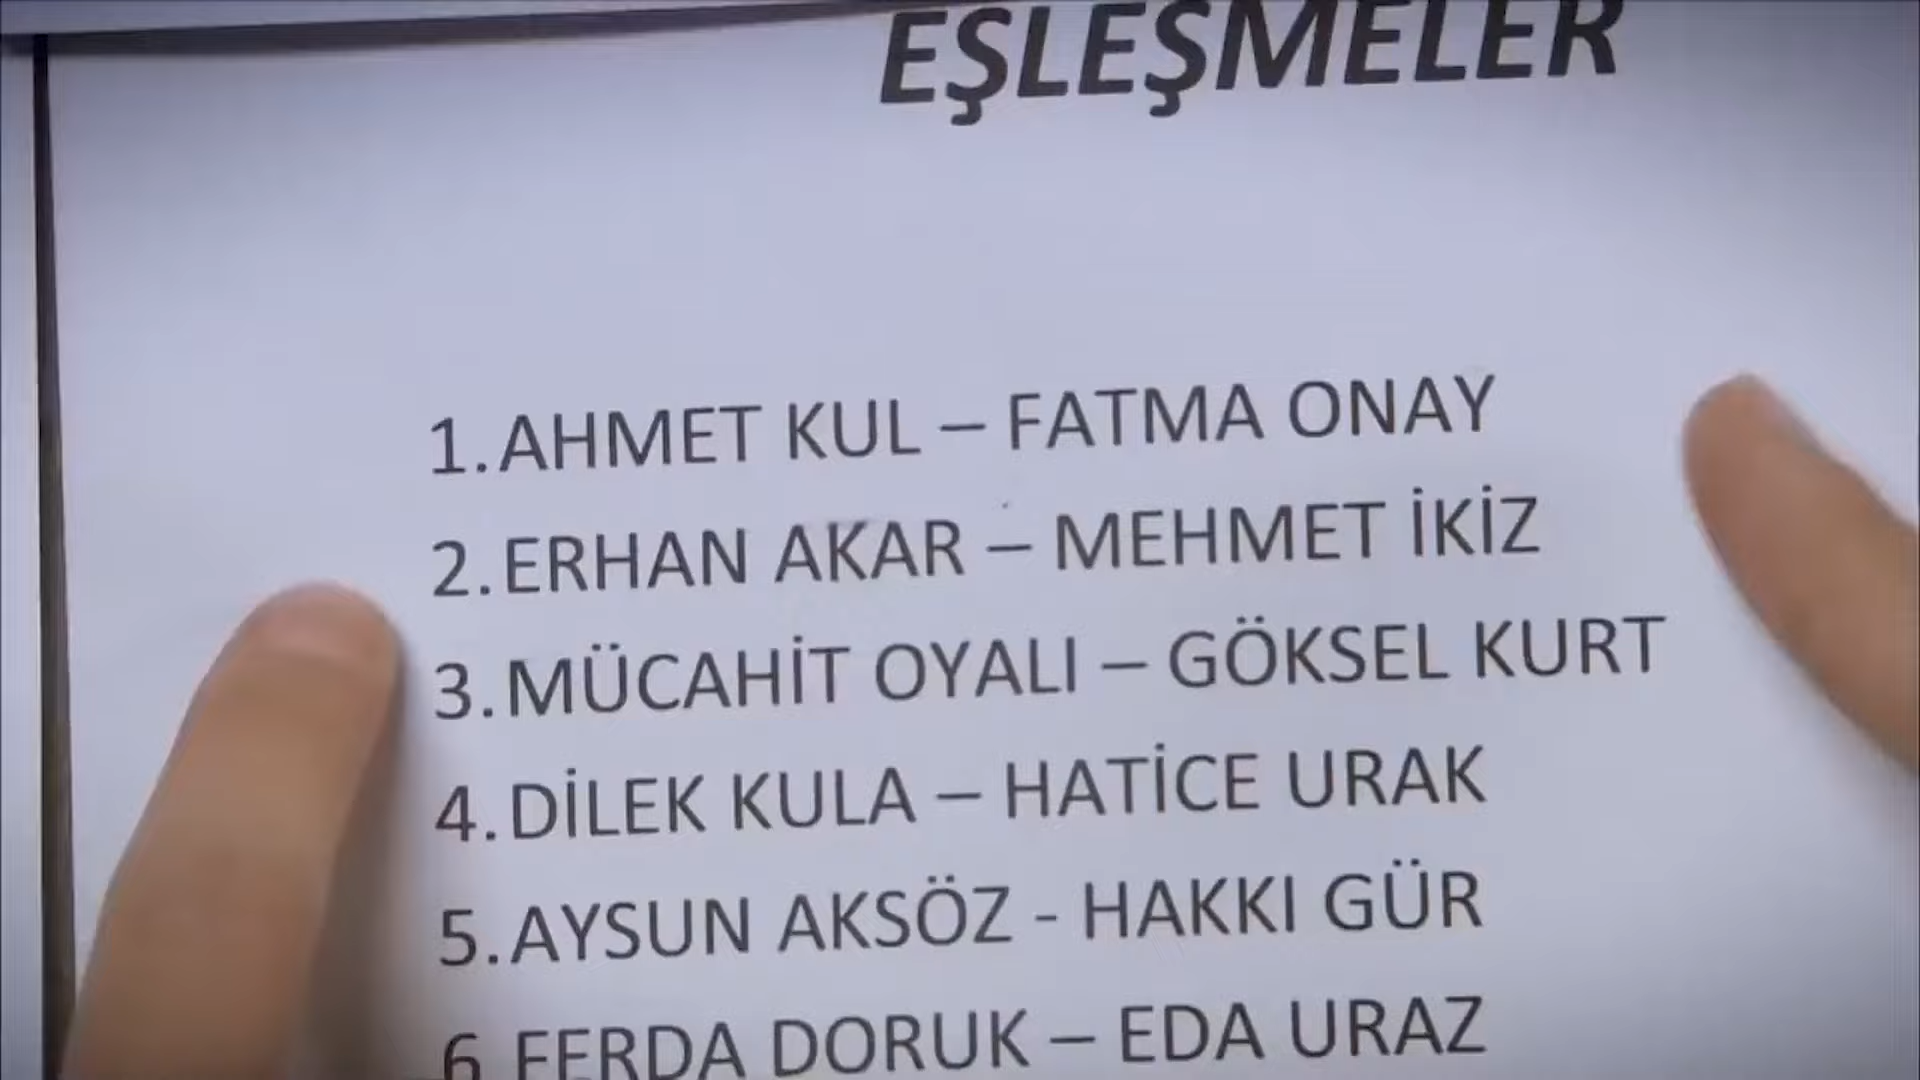 EŞLEŞMELER
1. AHMET KUL – FATMA ONAY
2. ERHAN AKAR – MEHMET İKİZ
3. MÜCAHİT OYALI – GÖKSEL KURT
4. DİLEK KULA – HATİCE URAK
5. AYSUN AKSÖZ - HAKKI GÜR
6. FERDA DORUK – EDA URAZ